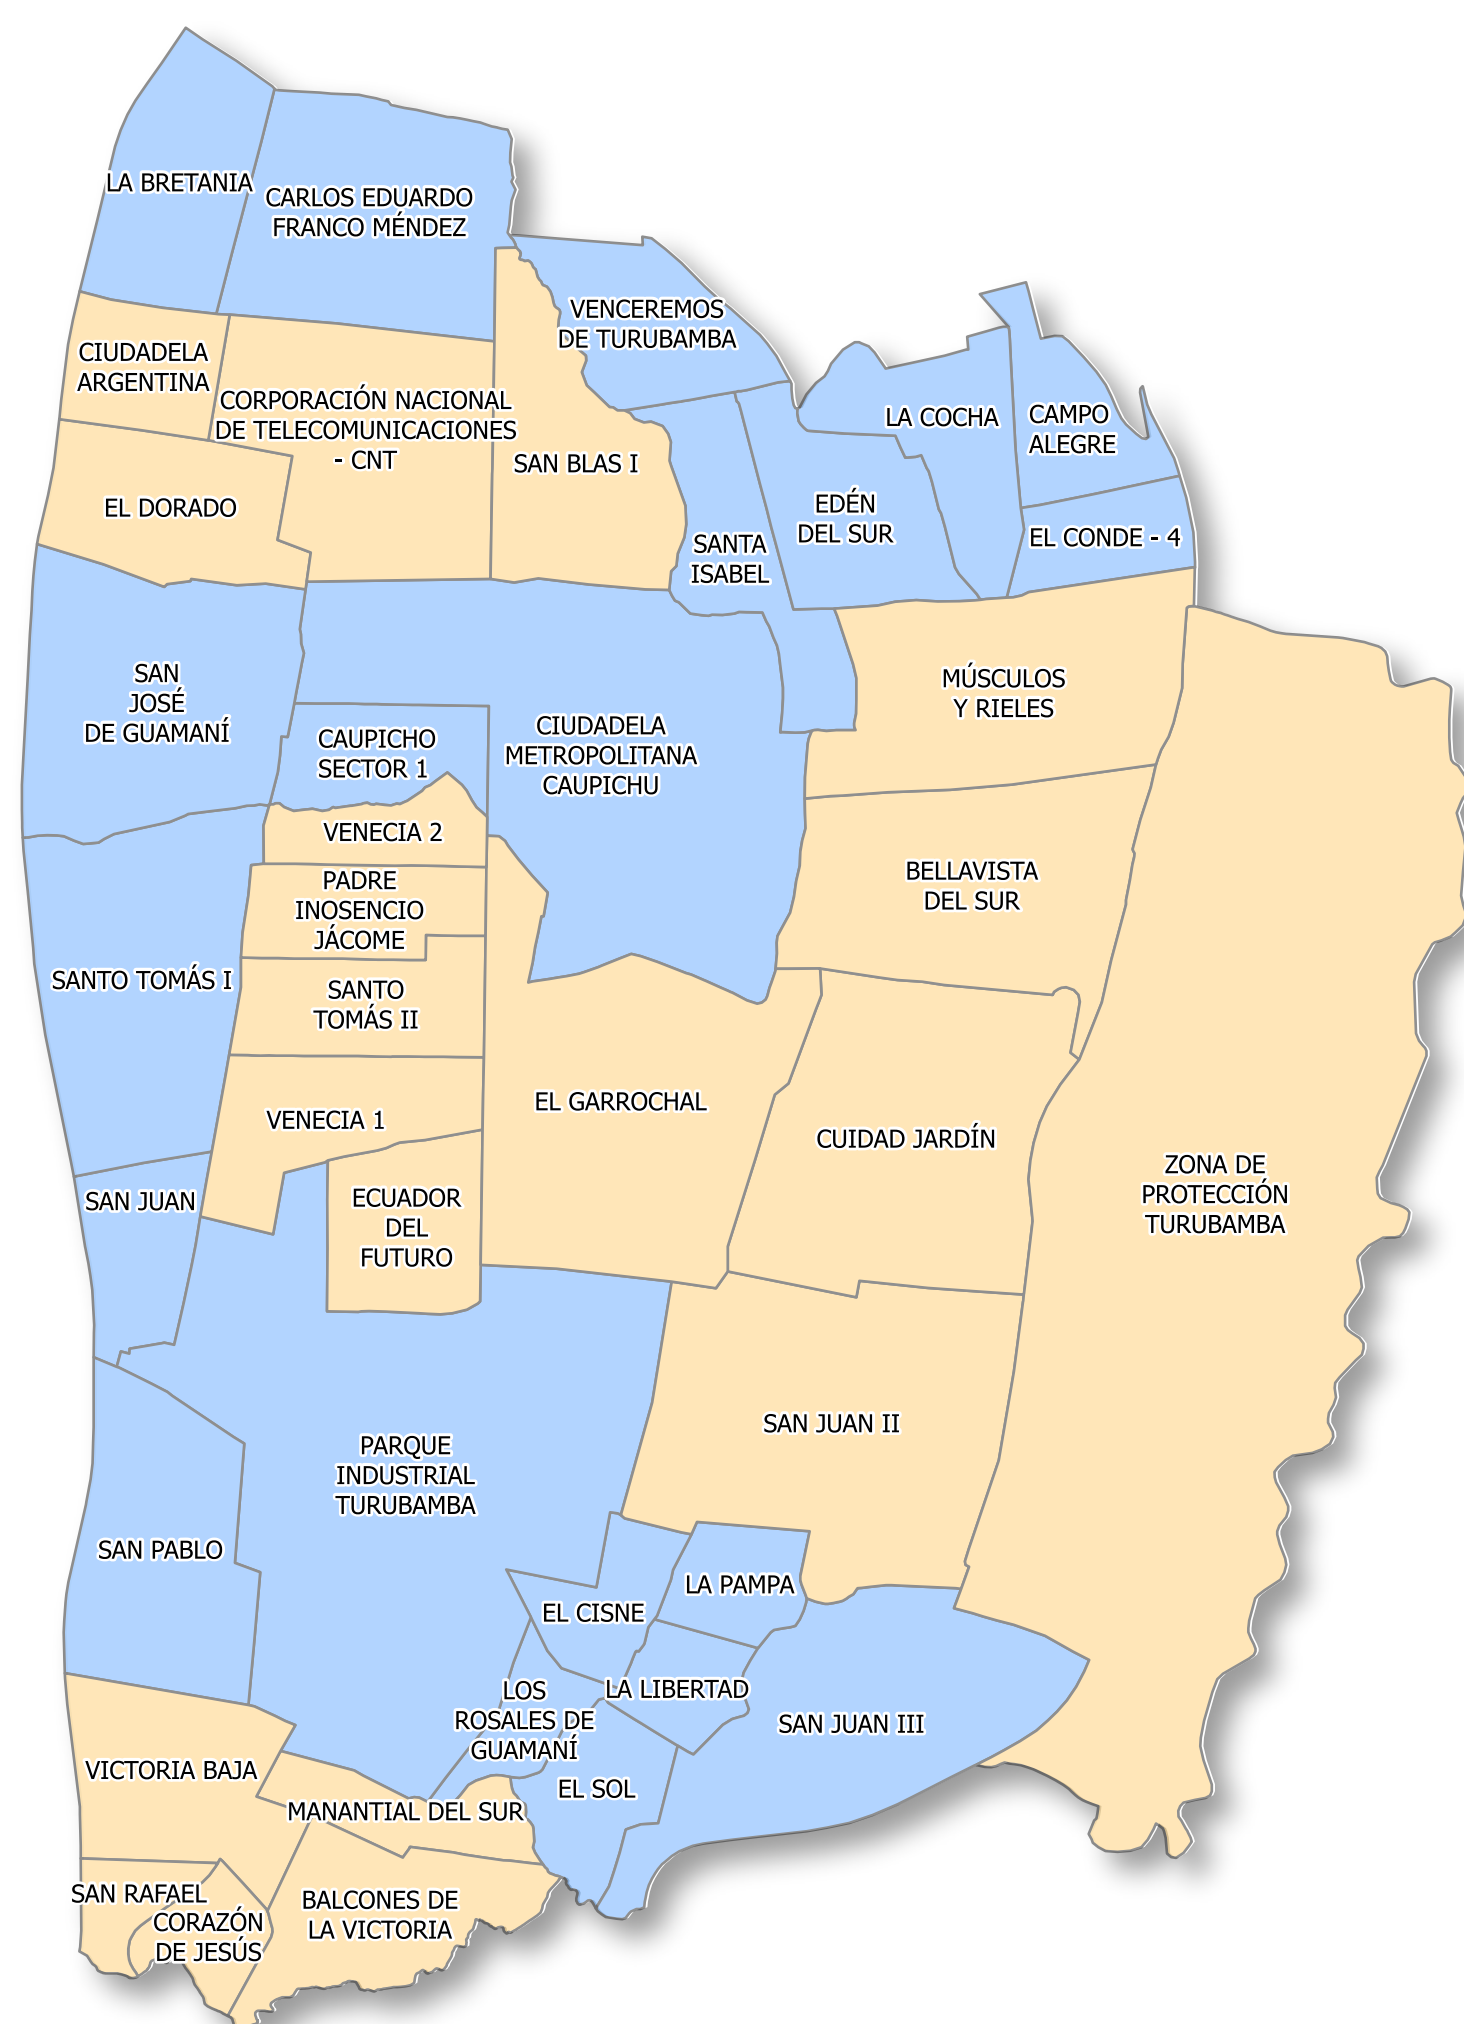 LA BRETANIA
CARLOS EDUARDO
FRANCO MÉNDEZ
VENCEREMOS
DE TURUBAMBA
CIUDADELA
ARGENTINA
CORPORACIÓN NACIONAL
DE TELECOMUNICACIONES
- CNT
SAN BLAS I
LA COCHA
CAMPO
ALEGRE
EL DORADO
EDÉN
DEL SUR
SANTA
ISABEL
EL CONDE - 4
SAN
JOSÉ
DE GUAMANÍ
MÚSCULOS
Y RIELES
CAUPICHO
SECTOR 1
CIUDADELA
METROPOLITANA
CAUPICHU
VENECIA 2
PADRE
INOSENCIO
JÁCOME
BELLAVISTA
DEL SUR
SANTO TOMÁS I
SANTO
TOMÁS II
VENECIA 1
EL GARROCHAL
CUIDAD JARDÍN
ZONA DE
PROTECCIÓN
TURUBAMBA
SAN JUAN
ECUADOR
DEL
FUTURO
PARQUE
INDUSTRIAL
TURUBAMBA
SAN JUAN II
SAN PABLO
EL CISNE
LA PAMPA
LOS
ROSALES DE
GUAMANÍ
LA LIBERTAD
SAN JUAN III
VICTORIA BAJA
EL SOL
MANANTIAL DEL SUR
SAN RAFAEL
CORAZÓN
DE JESÚS
BALCONES DE
LA VICTORIA